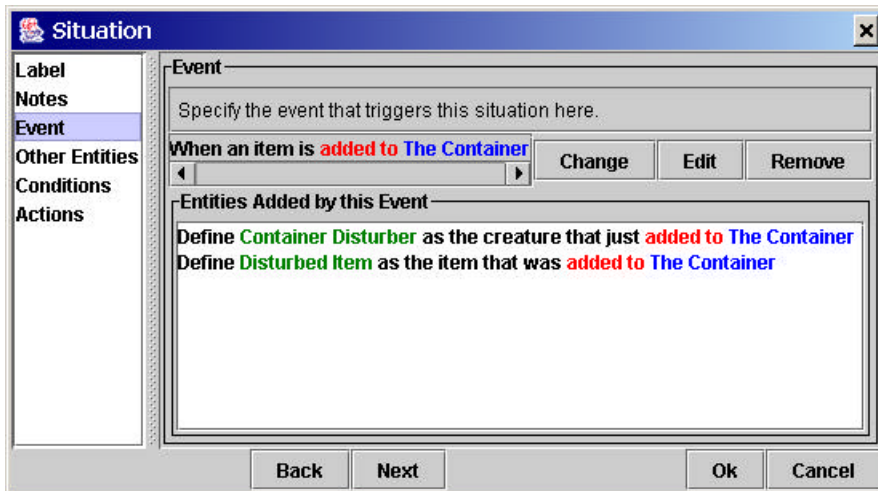 Situation
Label
Notes
Event
Other Entities
Conditions
Actions
Event
Specify the event that triggers this situation here.
When an item is added to The Container
Change Edit Remove
Entities Added by this Event
Define Container Disturber as the creature that just added to The Container
Define Disturbed Item as the item that was added to The Container
Back Next Ok Cancel